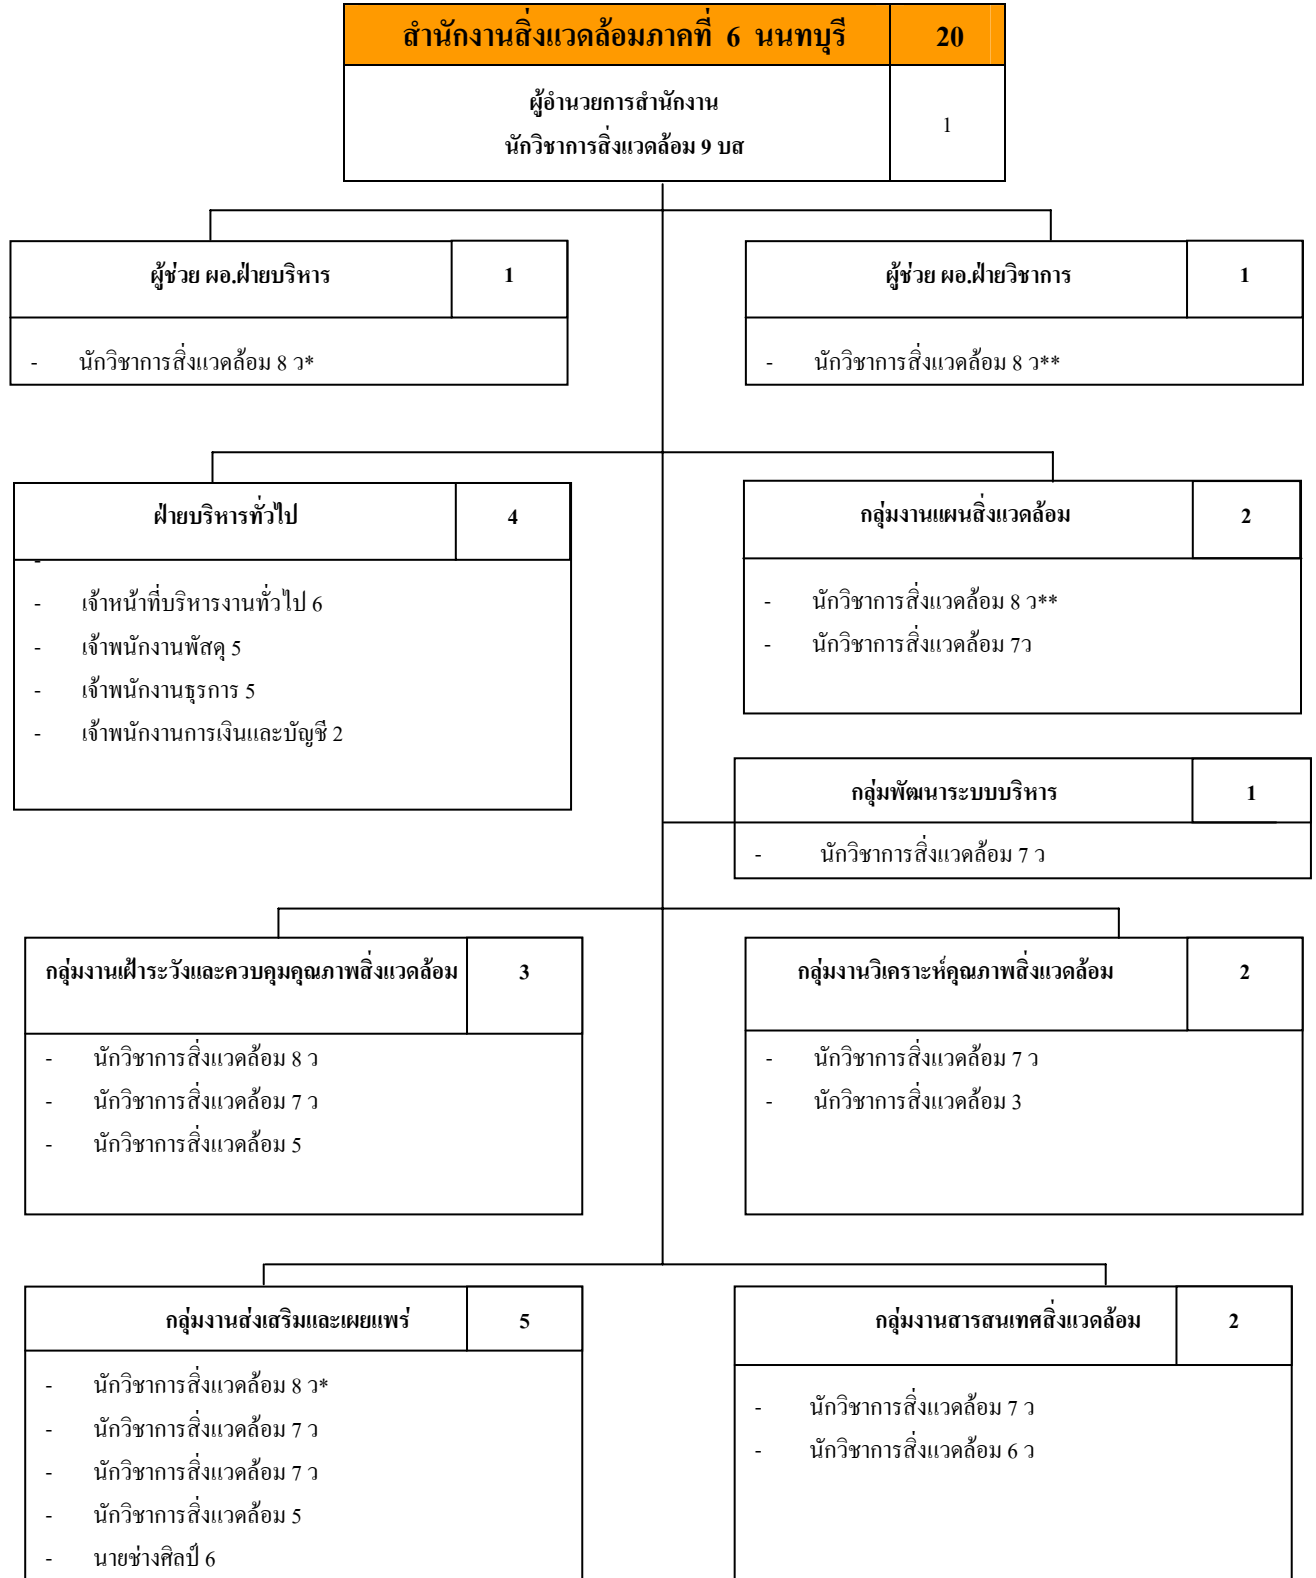 สำนักงานสิ่งแวดล้อมภาคที่ 6 นนทบุรี 20
ผู้อำนวยการสำนักงาน
นักวิชาการสิ่งแวดล้อม 9 บส
1
ผู้ช่วย ผอ.ฝ่ายบริหาร 1
- นักวิชาการสิ่งแวดล้อม 8 ว*
ผู้ช่วย ผอ.ฝ่ายวิชาการ 1
- นักวิชาการสิ่งแวดล้อม 8 ว**
ฝ่ายบริหารทั่วไป 4
-
- เจ้าหน้าที่บริหารงานทั่วไป 6
- เจ้าพนักงานพัสดุ 5
- เจ้าพนักงานธุรการ 5
- เจ้าพนักงานการเงินและบัญชี 2
กลุ่มงานแผนสิ่งแวดล้อม 2
- นักวิชาการสิ่งแวดล้อม 8 ว**
- นักวิชาการสิ่งแวดล้อม 7ว
กลุ่มพัฒนาระบบบริหาร 1
- นักวิชาการสิ่งแวดล้อม 7 ว
กลุ่มงานเฝ้าระวังและควบคุมคุณภาพสิ่งแวดล้อม 3
- นักวิชาการสิ่งแวดล้อม 8 ว
- นักวิชาการสิ่งแวดล้อม 7 ว
- นักวิชาการสิ่งแวดล้อม 5
กลุ่มงานวิเคราะห์คุณภาพสิ่งแวดล้อม 2
- นักวิชาการสิ่งแวดล้อม 7 ว
- นักวิชาการสิ่งแวดล้อม 3
กลุ่มงานส่งเสริมและเผยแพร่ 5
- นักวิชาการสิ่งแวดล้อม 8 ว*
- นักวิชาการสิ่งแวดล้อม 7 ว
- นักวิชาการสิ่งแวดล้อม 7 ว
- นักวิชาการสิ่งแวดล้อม 5
- นายช่างศิลป์ 6
กลุ่มงานสารสนเทศสิ่งแวดล้อม 2
- นักวิชาการสิ่งแวดล้อม 7 ว
- นักวิชาการสิ่งแวดล้อม 6 ว